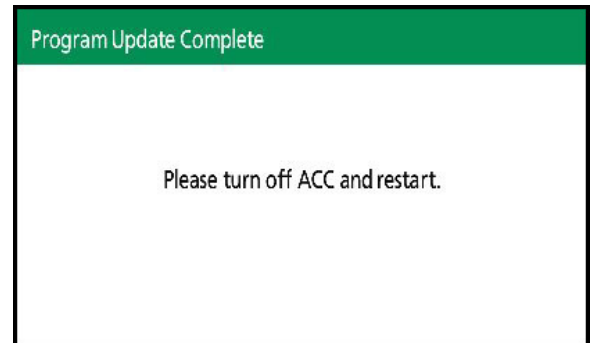 Program Update Complete
Please turn off ACC and restart.